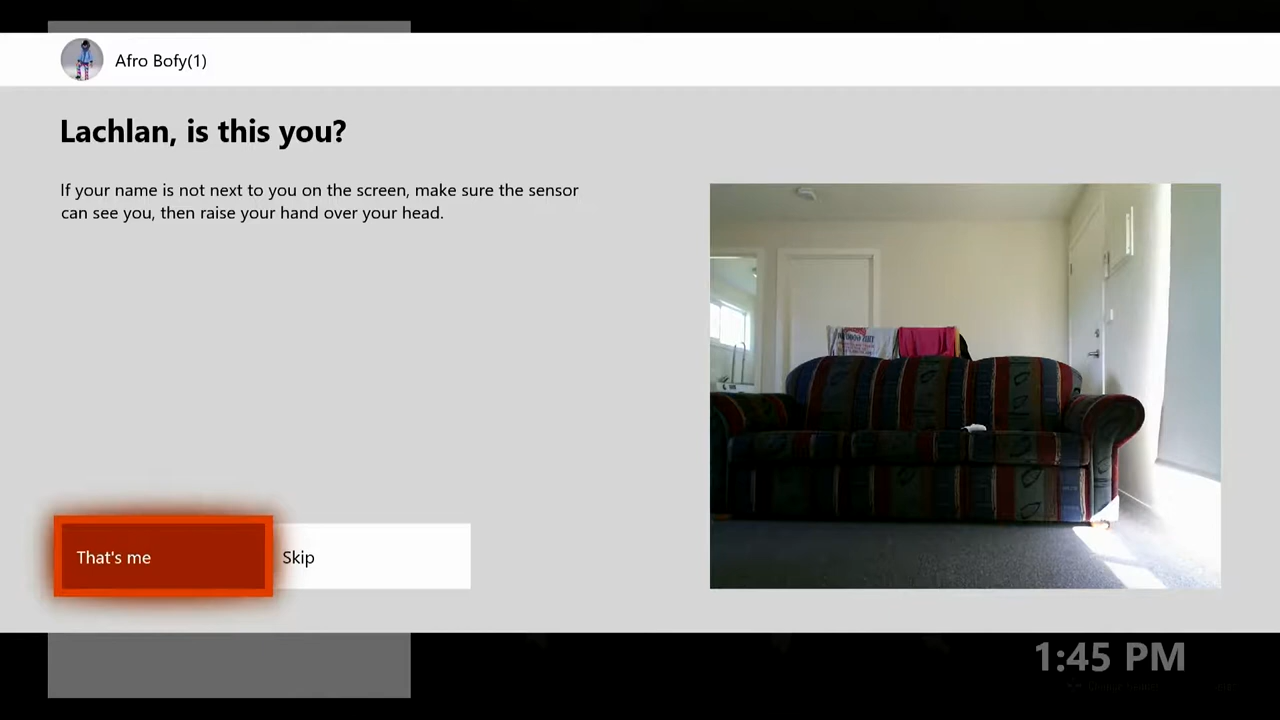 Afro Bofy(1)
Lachlan, is this you?
If your name is not next to you on the screen, make sure the sensor
can see you, then raise your hand over your head.
That's me
Skip
1:45 PM